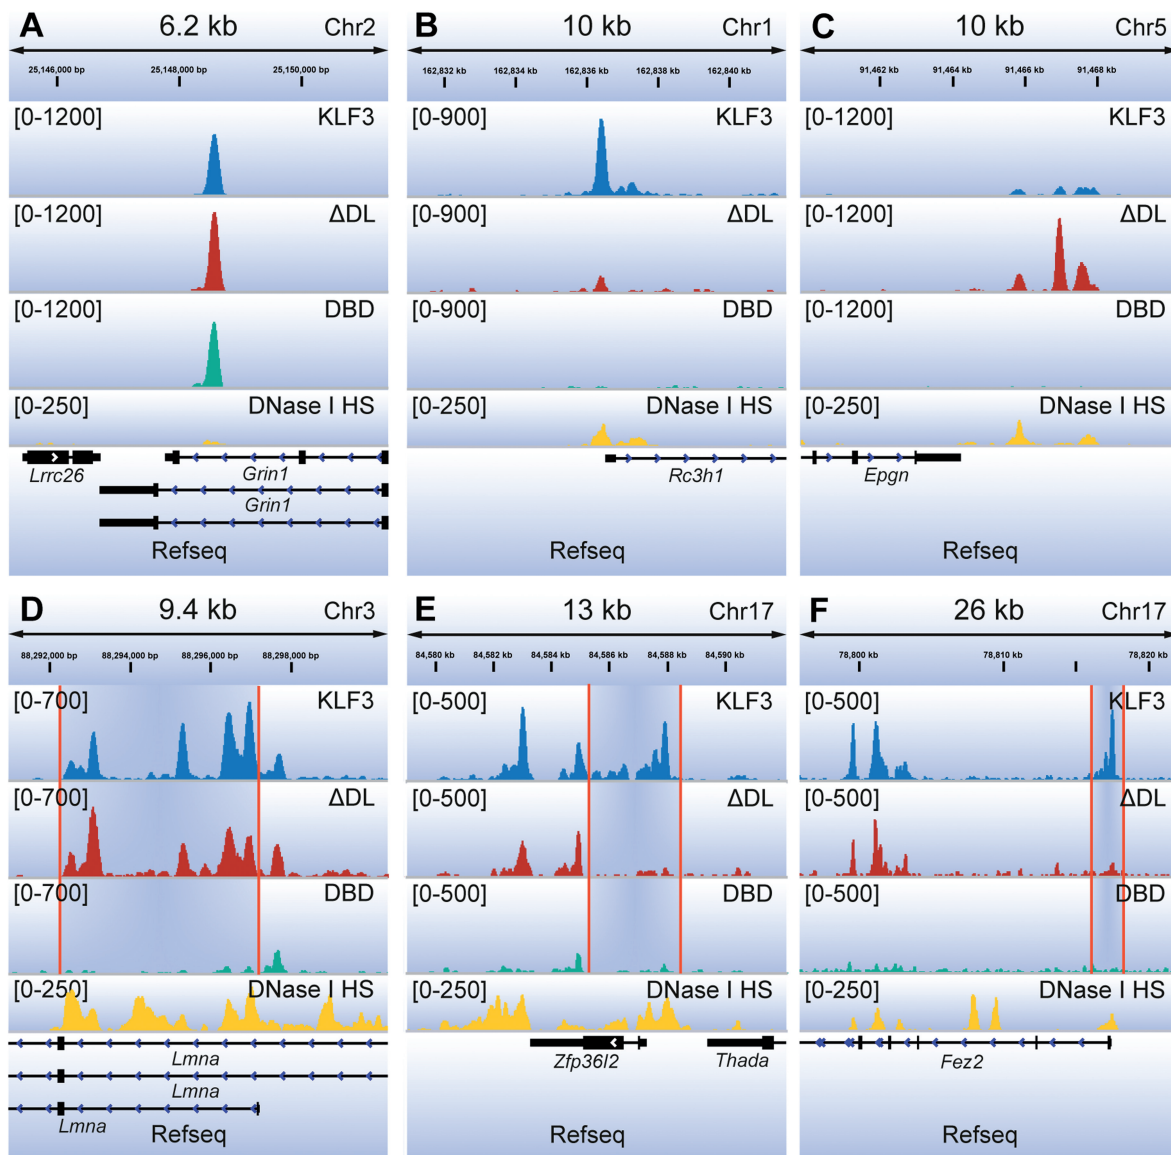 A 6.2 kb Chr2
25,146,000 bp 25,148,000 bp 25,150,000 bp
[0-1200] KLF3
[0-1200] ΔDL
[0-1200] DBD
[0-250] DNase I HS
Lrrc26 Grin1
Grin1
Refseq
B 10 kb Chr1
162,832 kb 162,834 kb 162,836 kb 162,838 kb 162,840 kb
[0-900] KLF3
[0-900] ΔDL
[0-900] DBD
[0-250] DNase I HS
Rc3h1
Refseq
C 10 kb Chr5
91,462 kb 91,464 kb 91,466 kb 91,468 kb
[0-1200] KLF3
[0-1200] ΔDL
[0-1200] DBD
[0-250] DNase I HS
Epgn
Refseq
D 9.4 kb Chr3
88,292,000 bp 88,294,000 bp 88,296,000 bp 88,298,000 bp
[0-700] KLF3
[0-700] ΔDL
[0-700] DBD
[0-250] DNase I HS
Lmna
Lmna
Lmna
Refseq
E 13 kb Chr17
84,580 kb 84,582 kb 84,584 kb 84,586 kb 84,588 kb 84,590 kb
[0-500] KLF3
[0-500] ΔDL
[0-500] DBD
[0-250] DNase I HS
Zfp36l2 Thada
Refseq
F 26 kb Chr17
78,800 kb 78,810 kb 78,820 kb
[0-500] KLF3
[0-500] ΔDL
[0-500] DBD
[0-250] DNase I HS
Fez2
Refseq